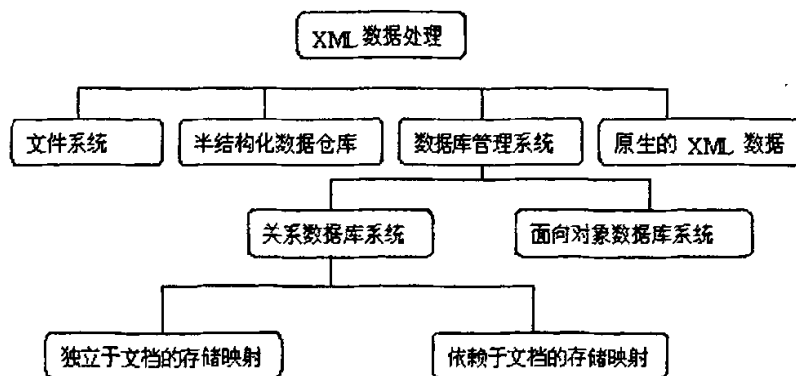 XML 数据处理
文件系统
半结构化数据仓库
数据库管理系统
原生的 XML 数据
关系数据库系统
面向对象数据库系统
独立于文档的存储映射
依赖于文档的存储映射